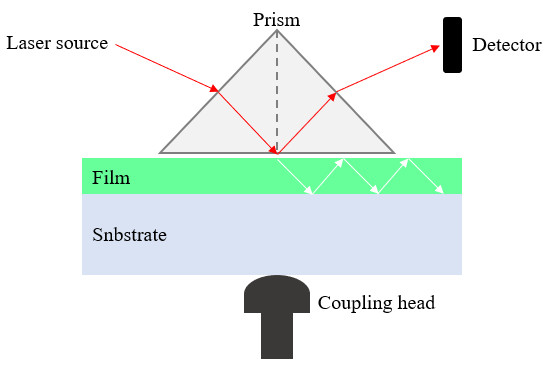 Prism
Laser source
Detector
Film
Snbstrate
Coupling head